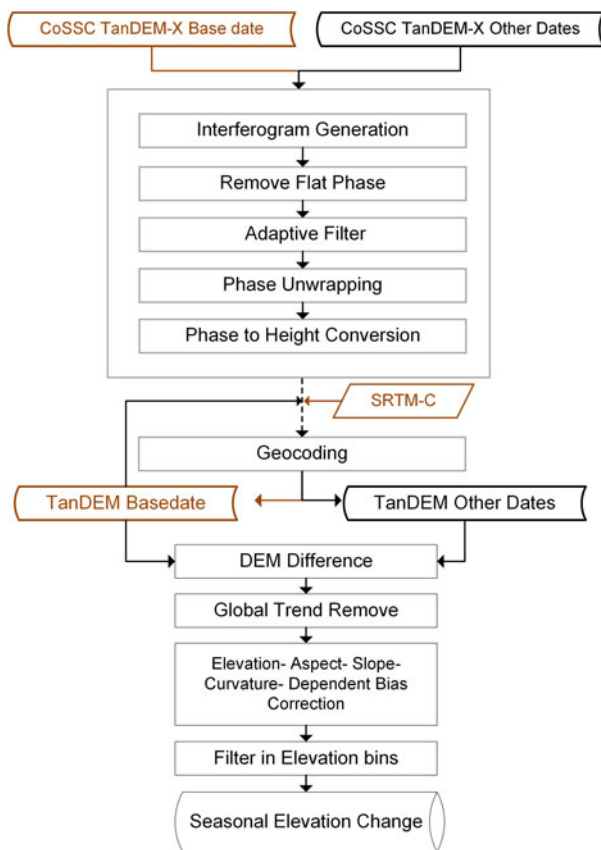 CoSSC TanDEM-X Base date
CoSSC TanDEM-X Other Dates
Interferogram Generation
Remove Flat Phase
Adaptive Filter
Phase Unwrapping
Phase to Height Conversion
SRTM-C
Geocoding
TanDEM Basedate
TanDEM Other Dates
DEM Difference
Global Trend Remove
Elevation- Aspect- Slope-
Curvature- Dependent Bias
Correction
Filter in Elevation bins
Seasonal Elevation Change